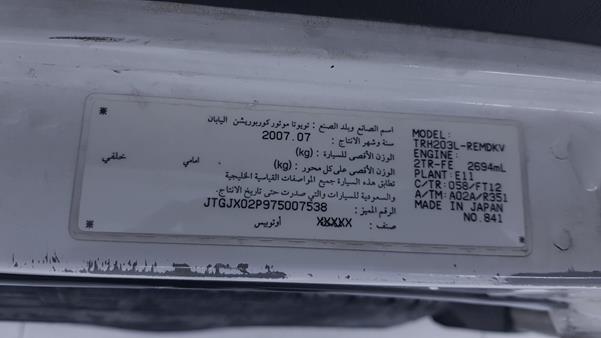 اسم الصانع وبلد الصنع : تويوتا موتور كوربوريشن اليابان
سنة وشهر الانتاج : 2007.07
الوزن الأقصى للسيارة : (kg)
الوزن الأقصى على كل محور : (kg) امامي خلفي
تطابق هذه السيارة جميع المواصفات القياسية الخليجية
والسعودية للسيارات والتي صدرت حتى تاريخ الانتاج.
الرقم المميز : JTGJX02P975007538
صنف : XXXXX أوتوبيس
MODEL:
TRH203L-REMDKV
ENGINE:
2TR-FE 2694mL
PLANT: E11
C/TR: 058/FT12
A/TM: A02A/R351
MADE IN JAPAN
NO.841